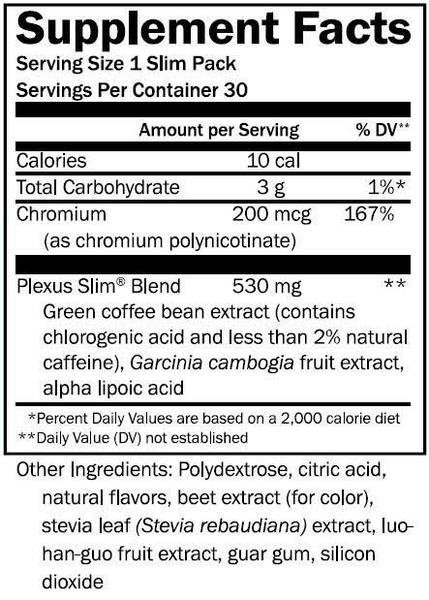 Supplement Facts
Serving Size 1 Slim Pack
Servings Per Container 30
Amount per Serving % DV**
Calories 10 cal
Total Carbohydrate 3 g 1%*
Chromium 200 mcg 167%
(as chromium polynicotinate)
Plexus Slim® Blend 530 mg **
Green coffee bean extract (contains
chlorogenic acid and less than 2% natural
caffeine), Garcinia cambogia fruit extract,
alpha lipoic acid
*Percent Daily Values are based on a 2,000 calorie diet
**Daily Value (DV) not established
Other Ingredients: Polydextrose, citric acid,
natural flavors, beet extract (for color),
stevia leaf (Stevia rebaudiana) extract, luo-
han-guo fruit extract, guar gum, silicon
dioxide